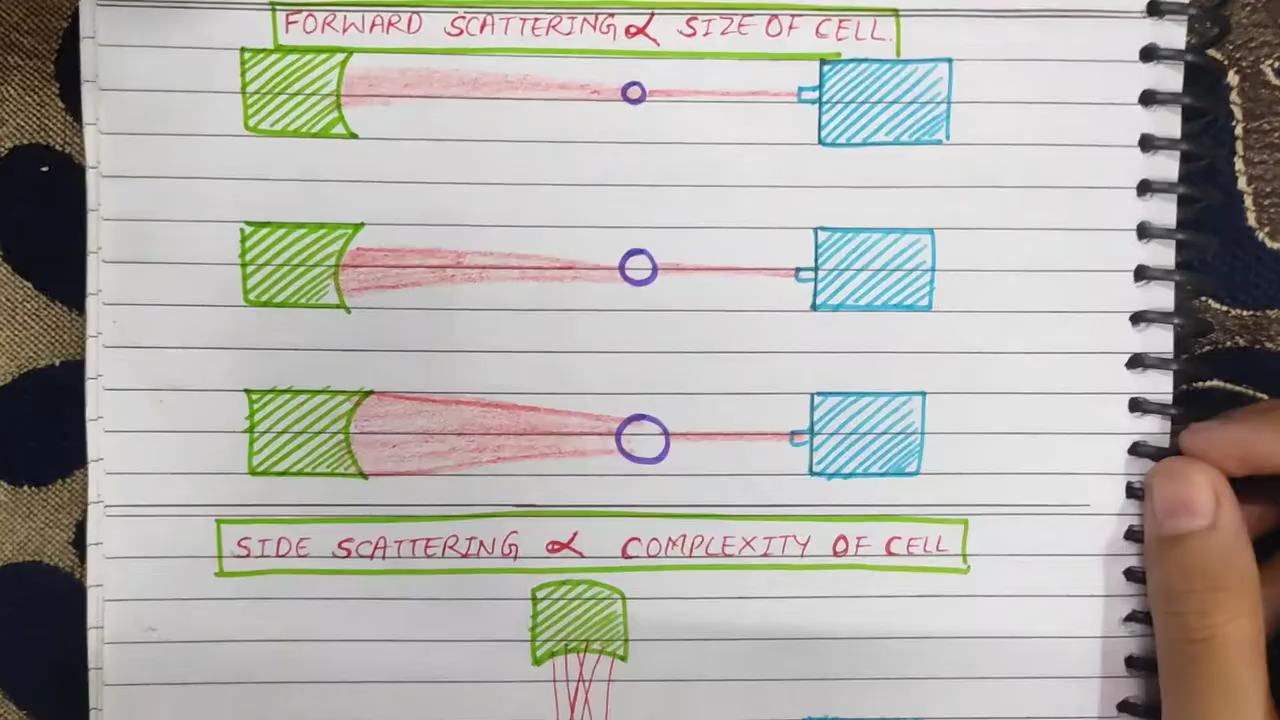 FORWARD SCATTERING ∝ SIZE OF CELL.
SIDE SCATTERING ∝ COMPLEXITY OF CELL